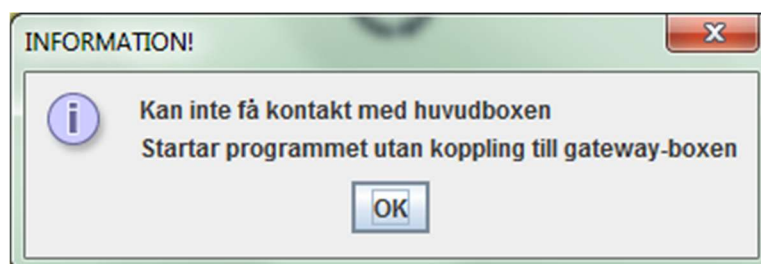 INFORMATION!
Kan inte få kontakt med huvudboxen
Startar programmet utan koppling till gateway-boxen
OK